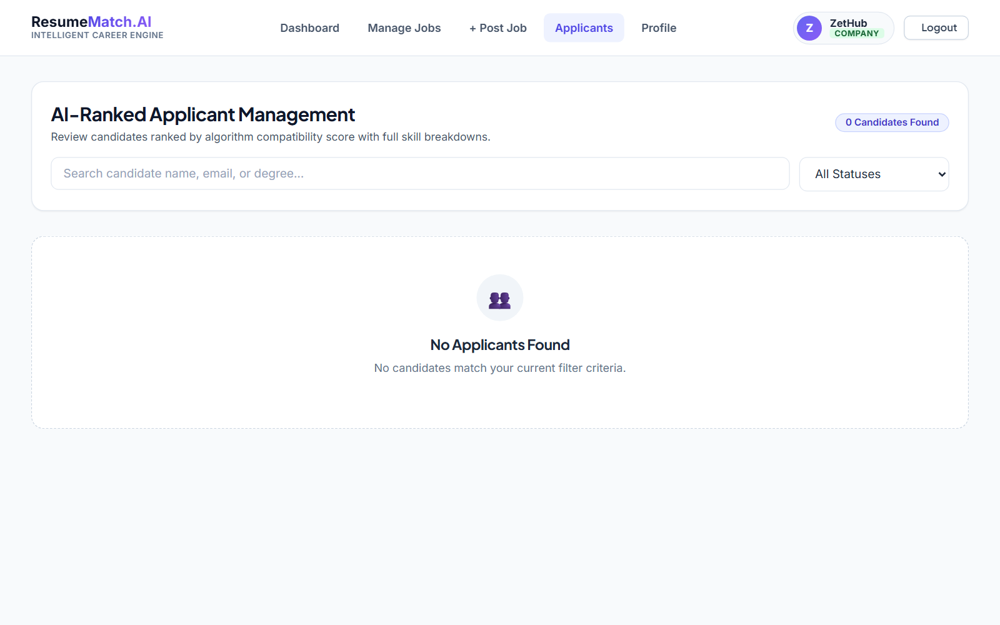 ResumeMatch.AI
INTELLIGENT CAREER ENGINE
Dashboard
Manage Jobs
+ Post Job
Applicants
Profile
Z
ZetHub
COMPANY
Logout
AI-Ranked Applicant Management
Review candidates ranked by algorithm compatibility score with full skill breakdowns.
0 Candidates Found
Search candidate name, email, or degree...
All Statuses
No Applicants Found
No candidates match your current filter criteria.